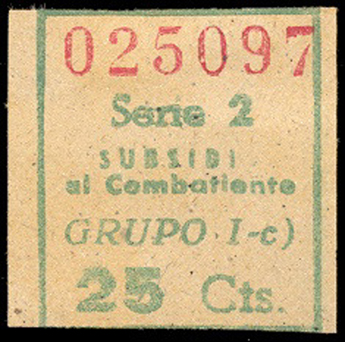 025097
Serie 2
SUBSIDI
al Combatiente
GRUPO I-c)
25 Cts.